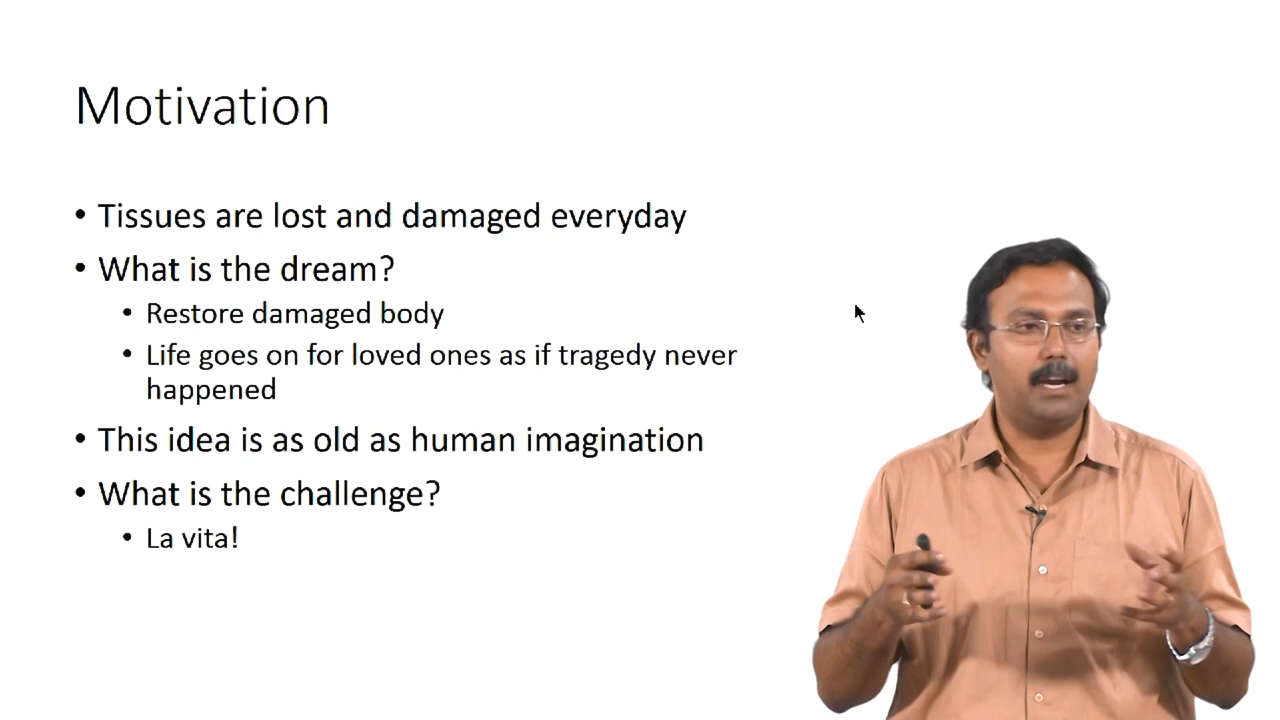 Motivation
• Tissues are lost and damaged everyday
• What is the dream?
• Restore damaged body
• Life goes on for loved ones as if tragedy never
happened
• This idea is as old as human imagination
• What is the challenge?
• La vita!